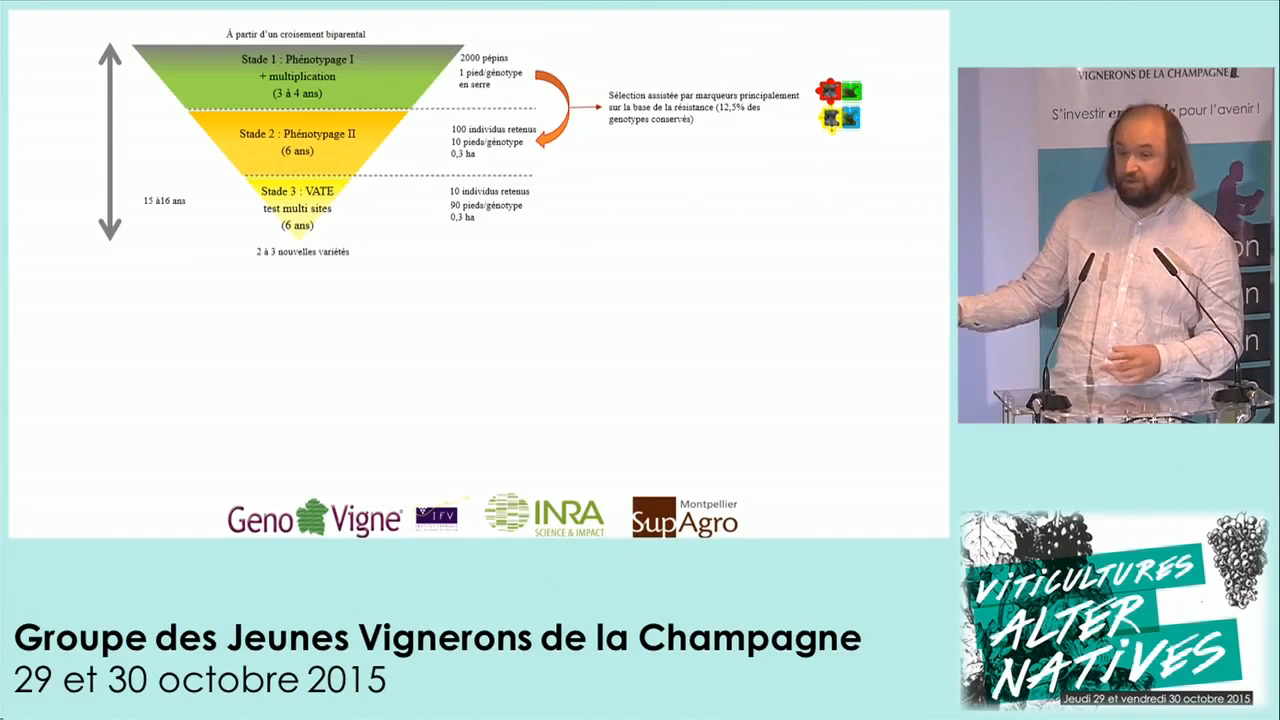 À partir d'un croisement biparental
Stade 1 : Phénotypage I
+ multiplication
(3 à 4 ans)
2000 pépins
1 pied/génotype
en serre
Sélection assistée par marqueurs principalement
sur la base de la résistance (12,5% des
genotypes conservés)
Stade 2 : Phénotypage II
(6 ans)
100 individus retenus
10 pieds/génotype
0,3 ha
Stade 3 : VATE
test multi sites
(6 ans)
10 individus retenus
90 pieds/génotype
0,3 ha
15 à16 ans
2 à 3 nouvelles variétés
Geno Vigne
IFV
INRA
SCIENCE & IMPACT
Montpellier
SupAgro
VIGNERONS DE LA CHAMPAGNE
S'investir pour l'avenir !
on
on
on
Groupe des Jeunes Vignerons de la Champagne
29 et 30 octobre 2015
VITICULTURES
ALTER
NATIVES
Jeudi 29 et vendredi 30 octobre 2015